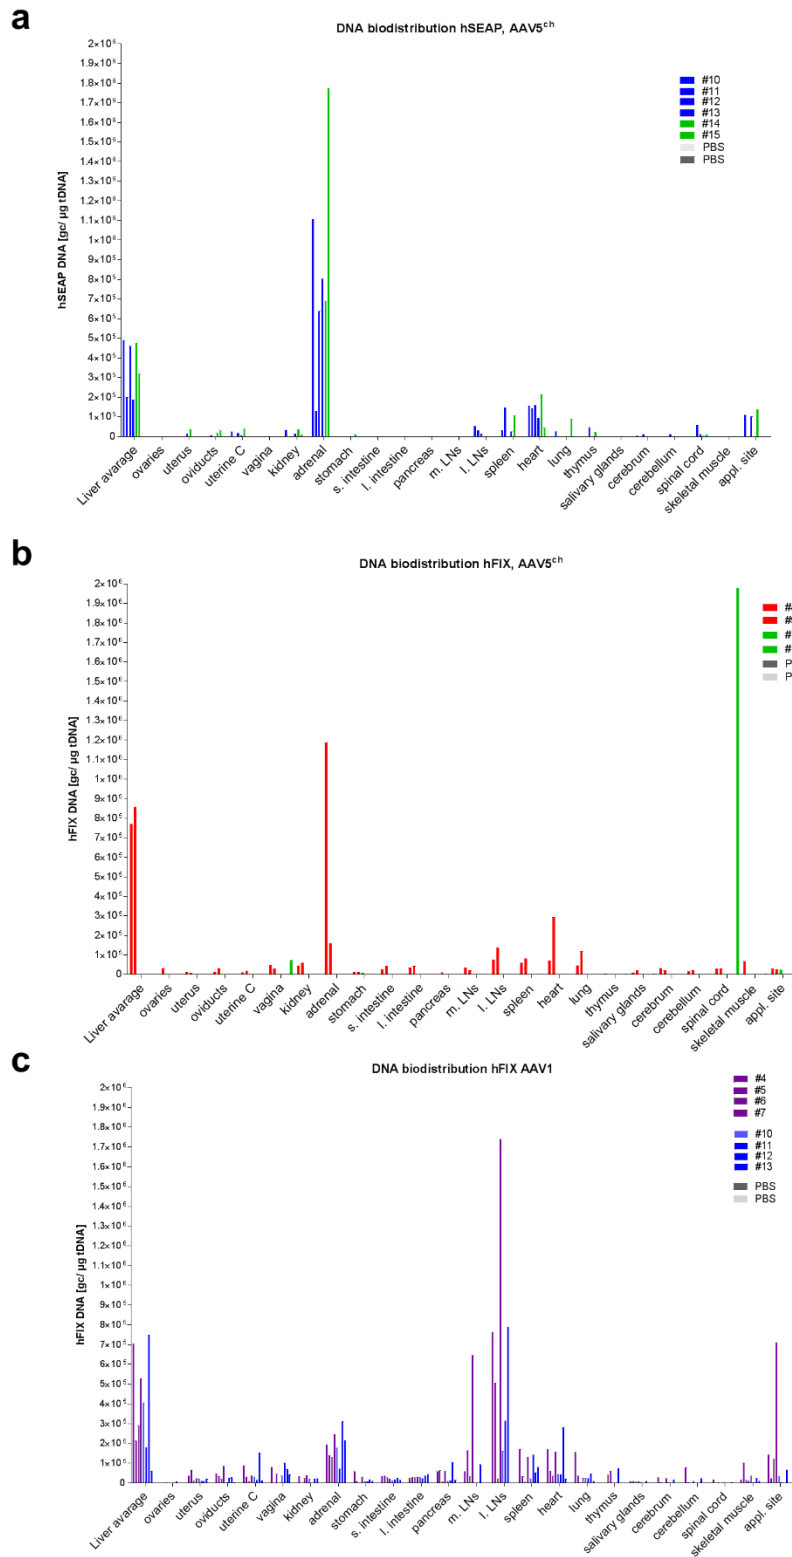 a
DNA biodistribution hSEAP, AAV5ᶜʰ
hSEAP DNA [gc/ µg tDNA]
2×10⁶
1.9×10⁶
1.8×10⁶
1.7×10⁶
1.6×10⁶
1.5×10⁶
1.4×10⁶
1.3×10⁶
1.2×10⁶
1.1×10⁶
1×10⁶
9×10⁵
8×10⁵
7×10⁵
6×10⁵
5×10⁵
4×10⁵
3×10⁵
2×10⁵
1×10⁵
0
#10
#11
#12
#13
#14
#15
PBS
PBS
Liver avarage
ovaries
uterus
oviducts
uterine C
vagina
kidney
adrenal
stomach
s. intestine
l. intestine
pancreas
m. LNs
l. LNs
spleen
heart
lung
thymus
salivary glands
cerebrum
cerebellum
spinal cord
skeletal muscle
appl. site
b
DNA biodistribution hFIX, AAV5ᶜʰ
hFIX DNA [gc/ µg tDNA]
2×10⁶
1.9×10⁶
1.8×10⁶
1.7×10⁶
1.6×10⁶
1.5×10⁶
1.4×10⁶
1.3×10⁶
1.2×10⁶
1.1×10⁶
1×10⁶
9×10⁵
8×10⁵
7×10⁵
6×10⁵
5×10⁵
4×10⁵
3×10⁵
2×10⁵
1×10⁵
0
#1
#1
P
P
Liver avarage
ovaries
uterus
oviducts
uterine C
vagina
kidney
adrenal
stomach
s. intestine
l. intestine
pancreas
m. LNs
l. LNs
spleen
heart
lung
thymus
salivary glands
cerebrum
cerebellum
spinal cord
skeletal muscle
appl. site
c
DNA biodistribution hFIX AAV1
hFIX DNA [gc/ µg tDNA]
2×10⁶
1.9×10⁶
1.8×10⁶
1.7×10⁶
1.6×10⁶
1.5×10⁶
1.4×10⁶
1.3×10⁶
1.2×10⁶
1.1×10⁶
1×10⁶
9×10⁵
8×10⁵
7×10⁵
6×10⁵
5×10⁵
4×10⁵
3×10⁵
2×10⁵
1×10⁵
0
#4
#5
#6
#7
#10
#11
#12
#13
PBS
PBS
Liver avarage
ovaries
uterus
oviducts
uterine C
vagina
kidney
adrenal
stomach
s. intestine
l. intestine
pancreas
m. LNs
l. LNs
spleen
heart
lung
thymus
salivary glands
cerebrum
cerebellum
spinal cord
skeletal muscle
appl. site